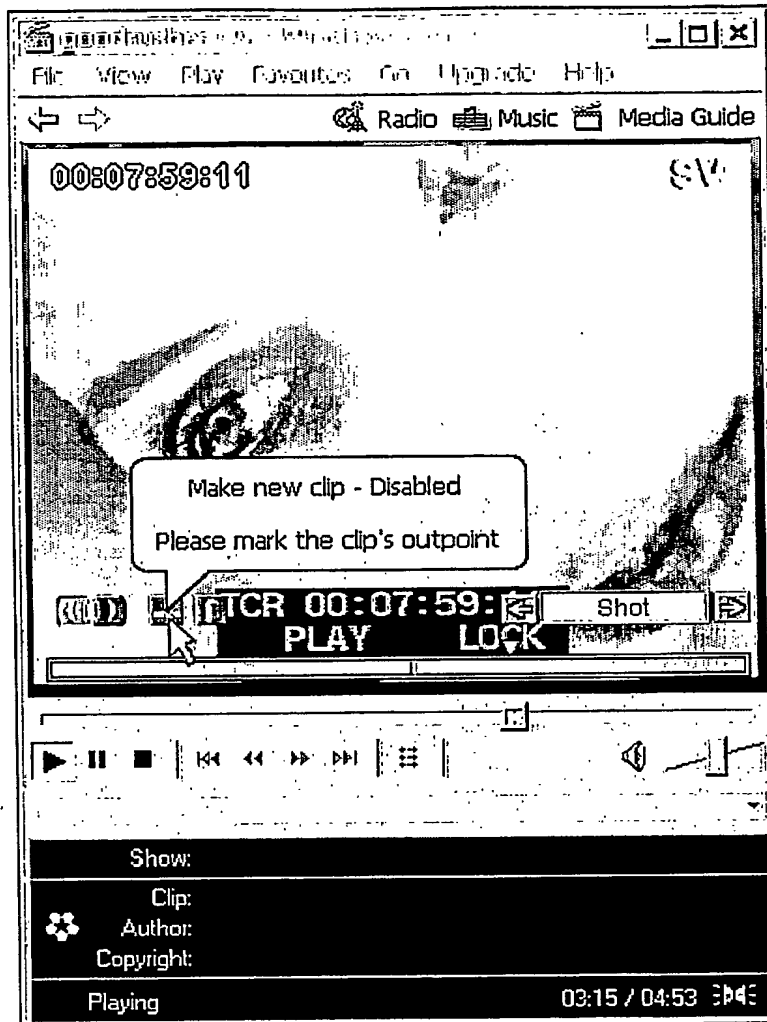 File View Play Favorites Go Upgrade Help
Radio Music Media Guide
00:07:59:11
Make new clip - Disabled
Please mark the clip's outpoint
TCR 00:07:59:
Shot
PLAY LOCK
Show:
Clip:
Author:
Copyright:
Playing 03:15 / 04:53